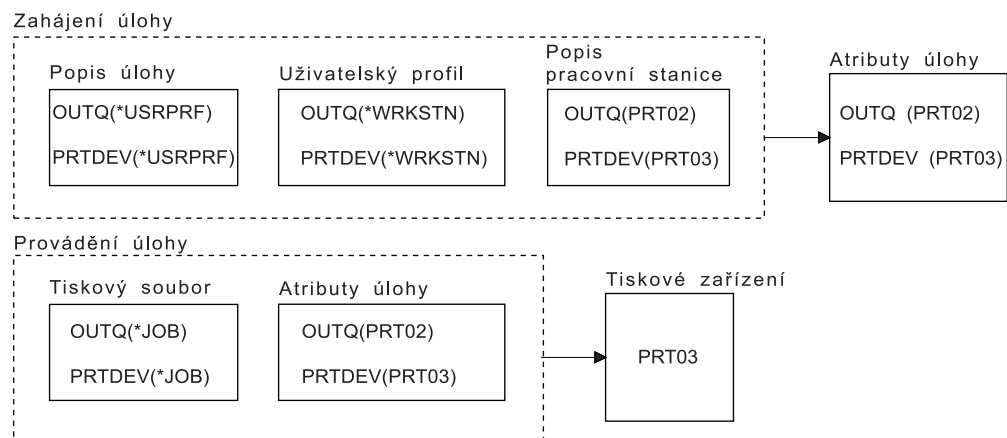 Zahájení úlohy
Popis úlohy
OUTQ(*USRPRF)
PRTDEV(*USRPRF)
Uživatelský profil
OUTQ(*WRKSTN)
PRTDEV(*WRKSTN)
Popis
pracovní stanice
OUTQ(PRT02)
PRTDEV(PRT03)
Atributy úlohy
OUTQ (PRT02)
PRTDEV (PRT03)
Provádění úlohy
Tiskový soubor
OUTQ(*JOB)
PRTDEV(*JOB)
Atributy úlohy
OUTQ(PRT02)
PRTDEV(PRT03)
Tiskové zařízení
PRT03